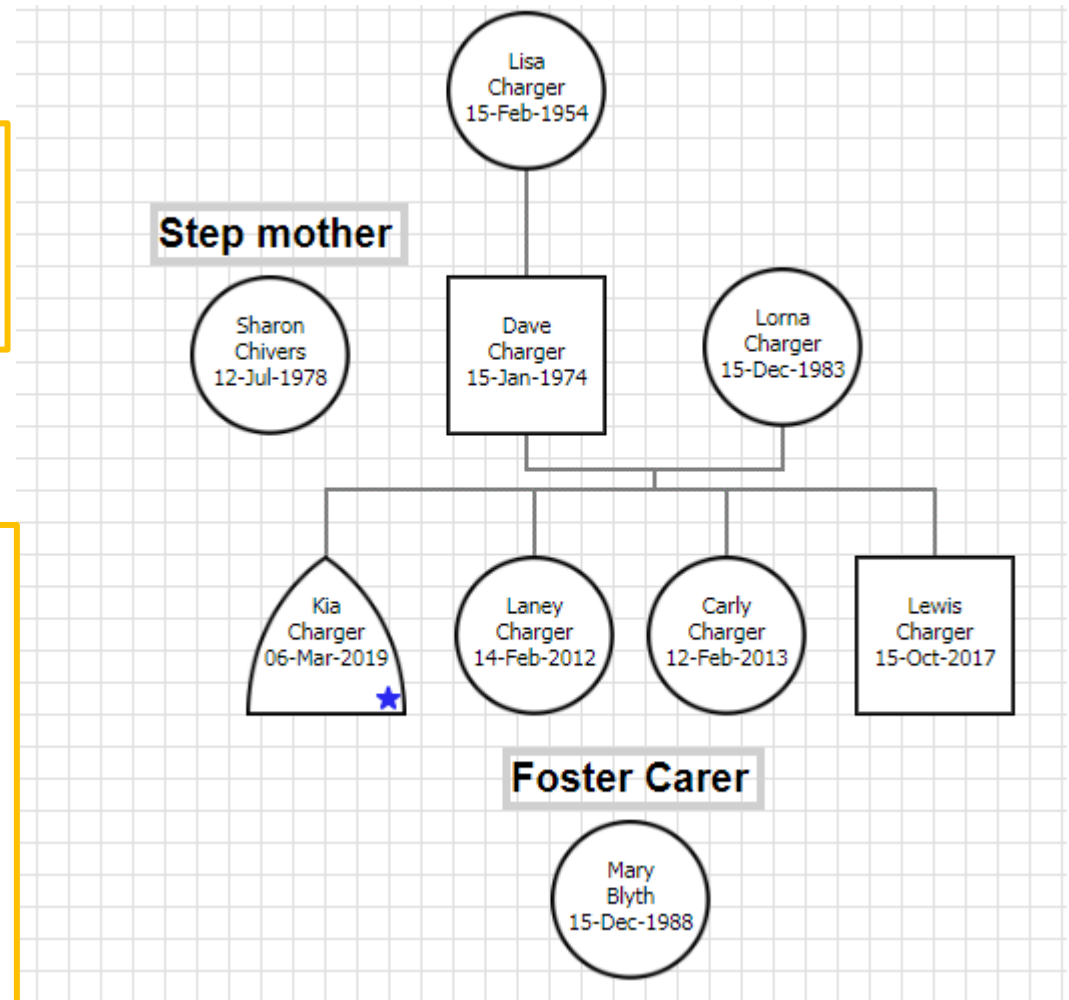 Lisa
Charger
15-Feb-1954
Step mother
Sharon
Chivers
12-Jul-1978
Dave
Charger
15-Jan-1974
Lorna
Charger
15-Dec-1983
Kia
Charger
06-Mar-2019
Laney
Charger
14-Feb-2012
Carly
Charger
12-Feb-2013
Lewis
Charger
15-Oct-2017
Foster Carer
Mary
Blyth
15-Dec-1988